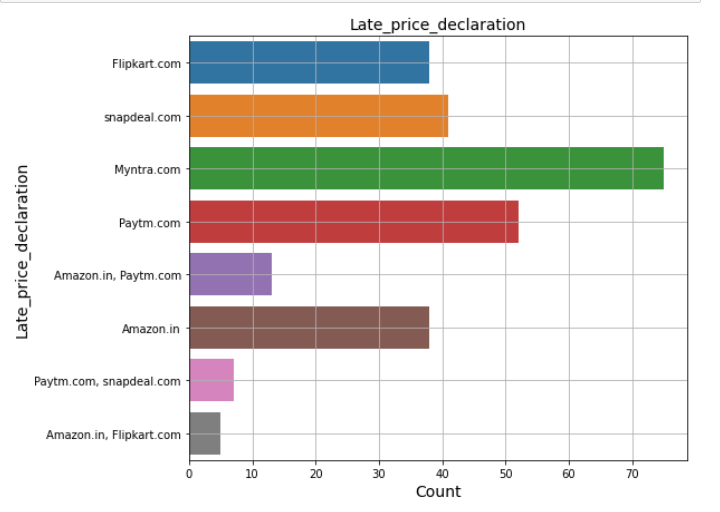 Late_price_declaration
Late_price_declaration
Flipkart.com
snapdeal.com
Myntra.com
Paytm.com
Amazon.in, Paytm.com
Amazon.in
Paytm.com, snapdeal.com
Amazon.in, Flipkart.com
0 10 20 30 40 50 60 70
Count